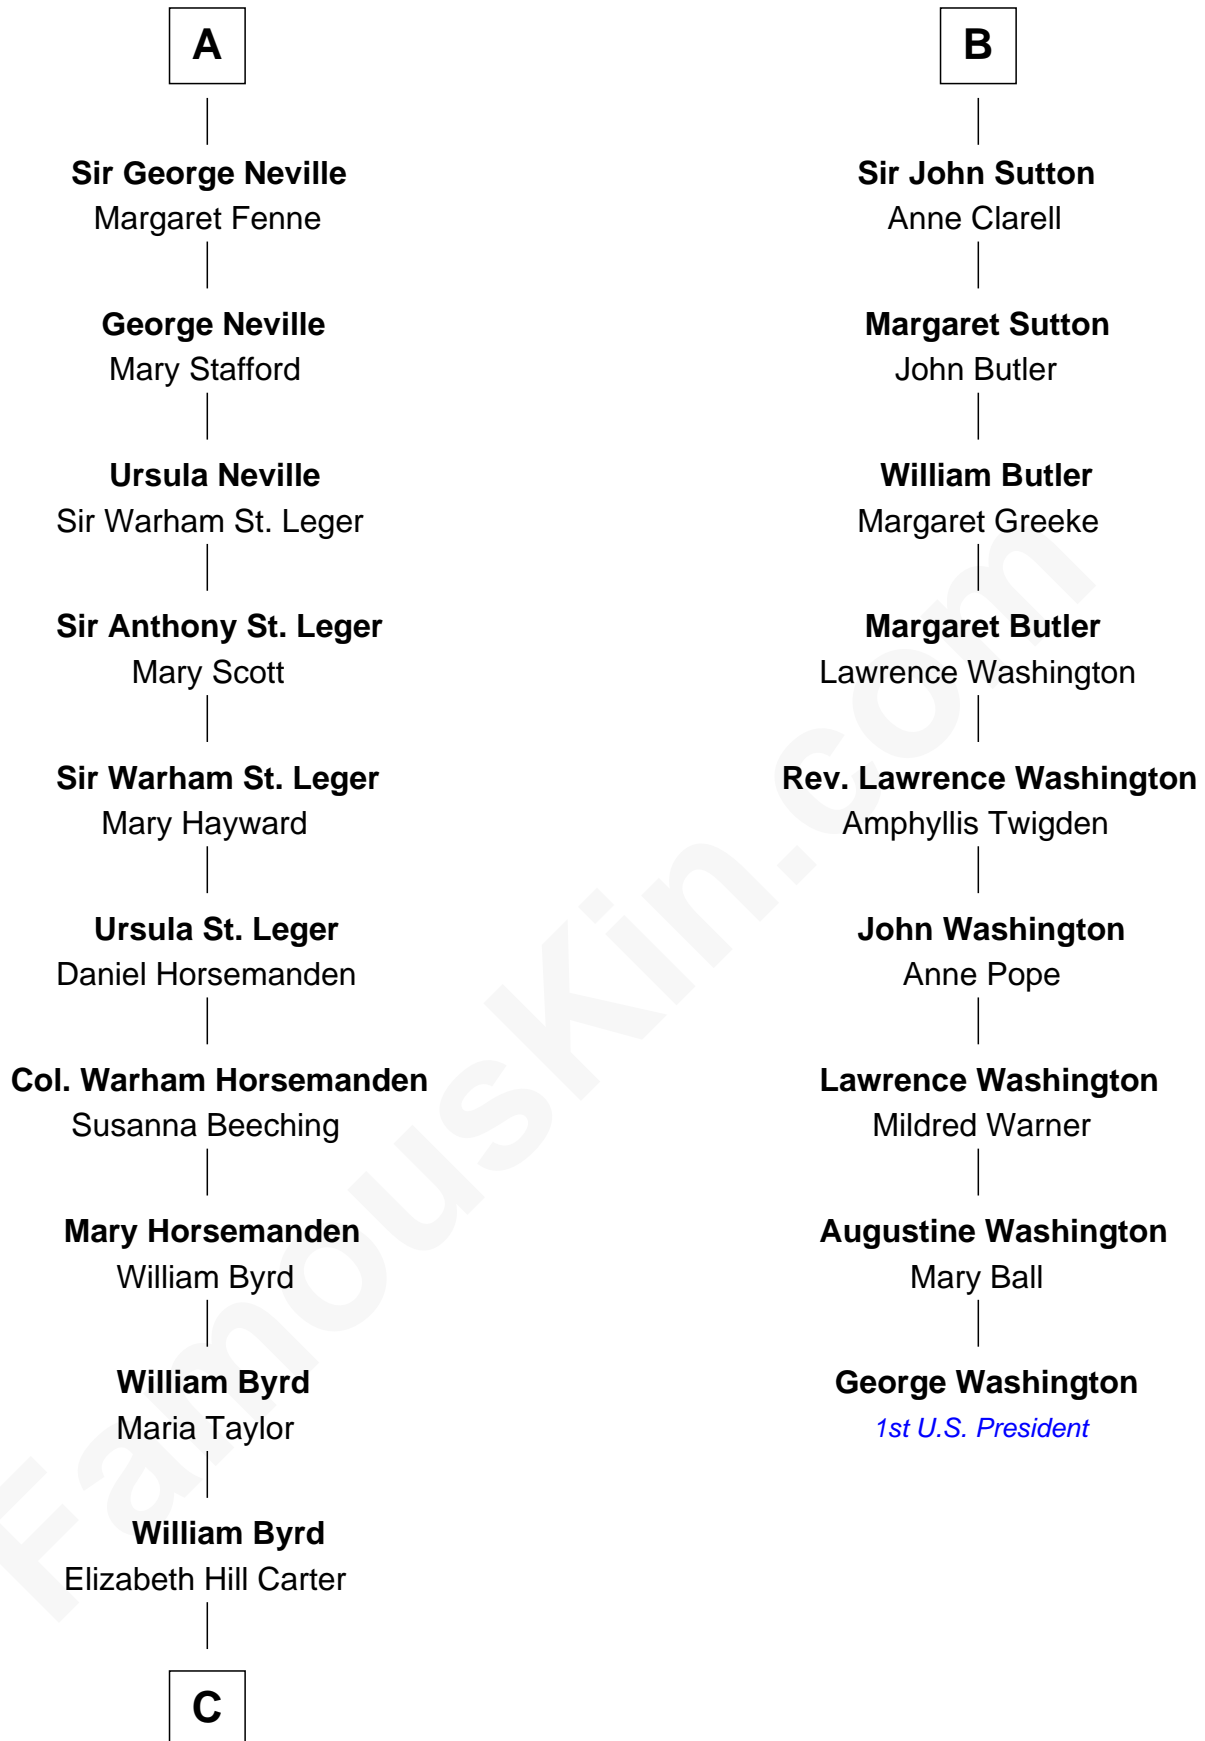 A
Sir George Neville
Margaret Fenne
George Neville
Mary Stafford
Ursula Neville
Sir Warham St. Leger
Sir Anthony St. Leger
Mary Scott
Sir Warham St. Leger
Mary Hayward
Ursula St. Leger
Daniel Horsemanden
Col. Warham Horsemanden
Susanna Beeching
Mary Horsemanden
William Byrd
William Byrd
Maria Taylor
William Byrd
Elizabeth Hill Carter
C
B
Sir John Sutton
Anne Clarell
Margaret Sutton
John Butler
William Butler
Margaret Greeke
Margaret Butler
Lawrence Washington
Rev. Lawrence Washington
Amphyllis Twigden
John Washington
Anne Pope
Lawrence Washington
Mildred Warner
Augustine Washington
Mary Ball
George Washington
1st U.S. President
FamousKin.com